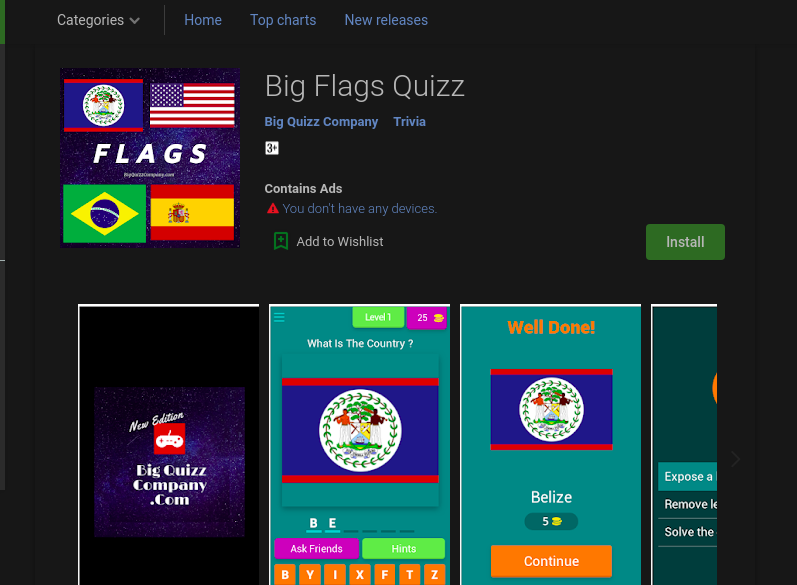 Categories
Home
Top charts
New releases
Big Flags Quizz
Big Quizz Company
Trivia
3+
Contains Ads
You don't have any devices.
Add to Wishlist
Install
FLAGS
BigQuizzCompany.com
New Edition
Big Quizz
Company
.Com
Level 1
25
What Is The Country ?
B E
Ask Friends
Hints
B Y I X F T Z
Well Done!
Belize
5
Continue
Expose a
Remove le
Solve the